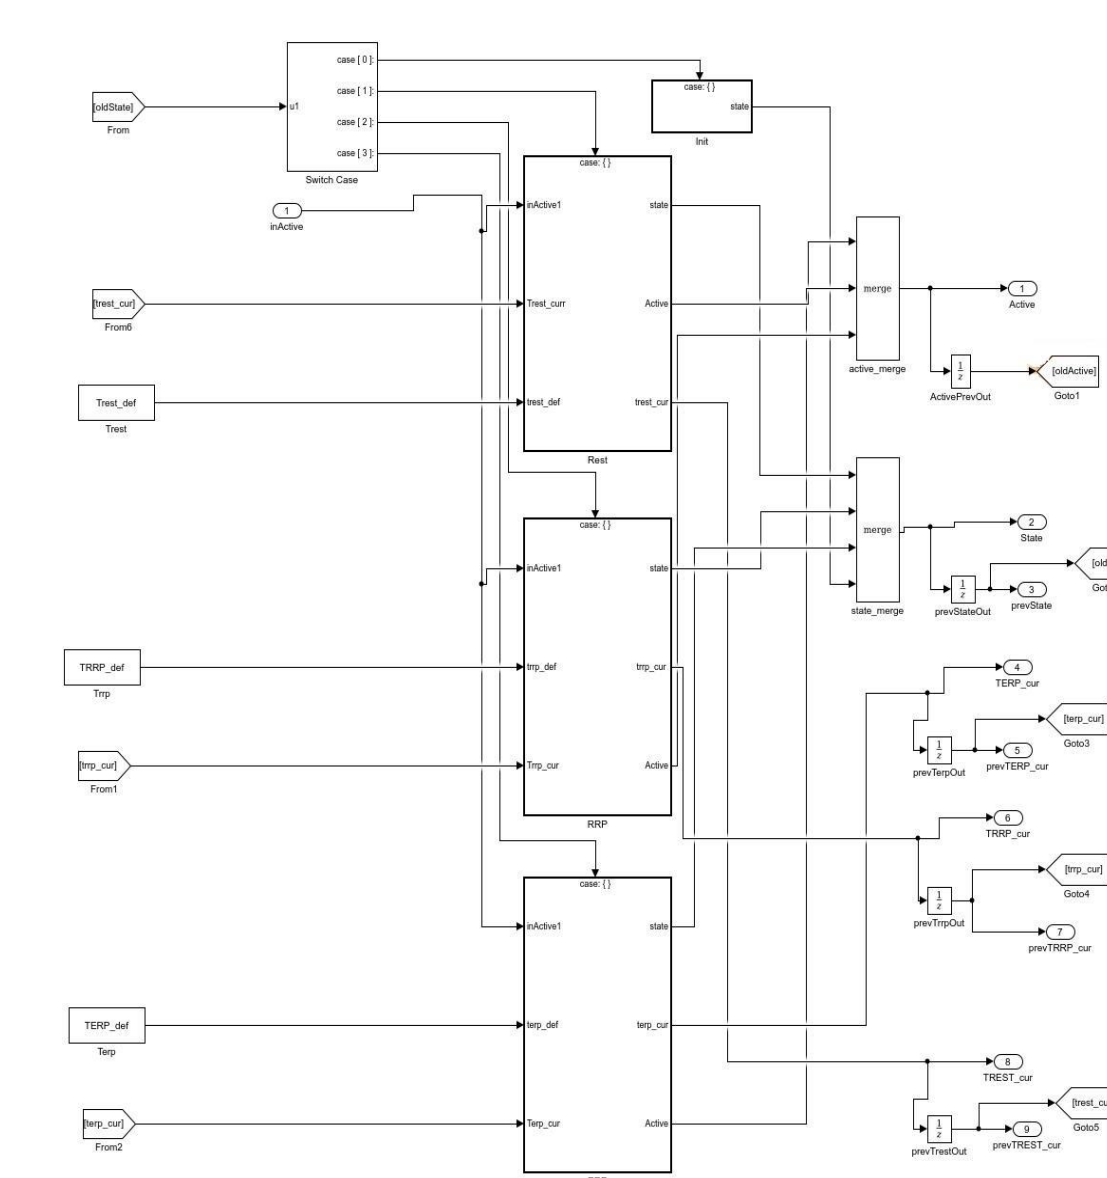 case [ 0 ]:
case: { }
state
Init
case [ 1 ]:
[oldState]
From
u1
case [ 2 ]:
case [ 3 ]:
Switch Case
1
inActive
case: { }
inActive1
state
[trest_cur]
From6
Trest_curr
Active
merge
active_merge
1
Active
1
z
ActivePrevOut
[oldActive]
Goto1
Trest_def
Trest
trest_def
trest_cur
Rest
case: { }
inActive1
state
merge
state_merge
2
State
1
z
prevStateOut
3
prevState
[old
Got
TRRP_def
Trrp
trrp_def
trrp_cur
4
TERP_cur
[terp_cur]
Goto3
1
z
prevTerpOut
5
prevTERP_cur
[trrp_cur]
From1
Trrp_cur
Active
RRP
6
TRRP_cur
[trrp_cur]
Goto4
1
z
prevTrrpOut
7
prevTRRP_cur
case: { }
inActive1
state
TERP_def
Terp
terp_def
terp_cur
8
TREST_cur
[trest_cu
Goto5
1
z
prevTrestOut
9
prevTREST_cur
[terp_cur]
From2
Terp_cur
Active